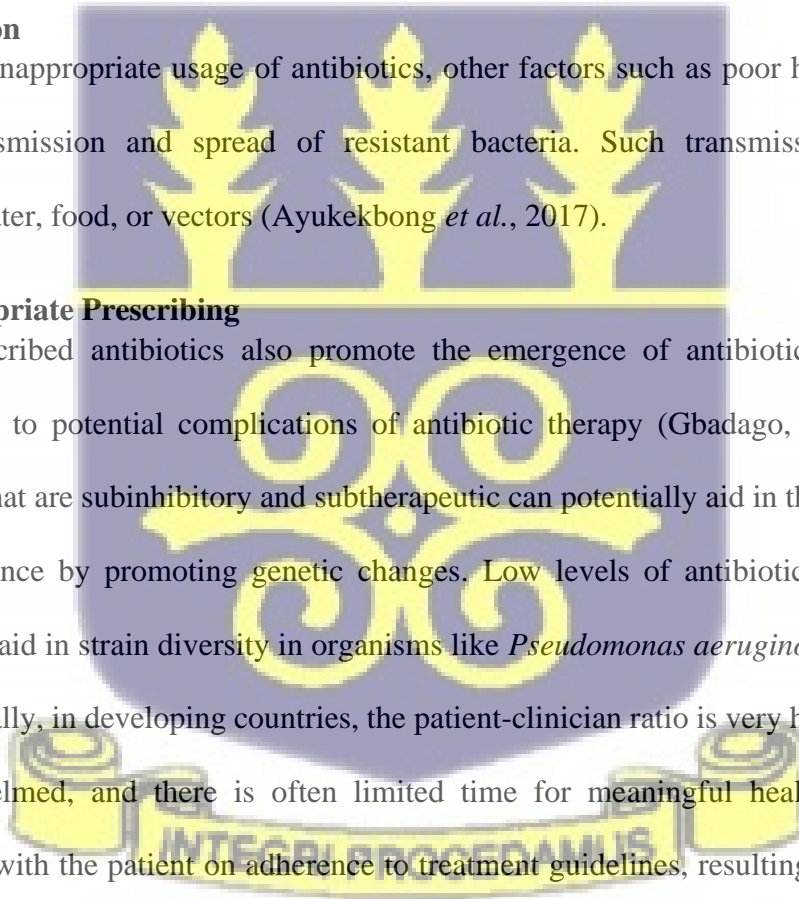 on
nappropriate usage of antibiotics, other factors such as poor h
smission and spread of resistant bacteria. Such transmiss
ater, food, or vectors (Ayukekbong et al., 2017).
priate Prescribing
cribed antibiotics also promote the emergence of antibiotic
to potential complications of antibiotic therapy (Gbadago,
hat are subinhibitory and subtherapeutic can potentially aid in th
nce by promoting genetic changes. Low levels of antibiotic
aid in strain diversity in organisms like Pseudomonas aerugino
ally, in developing countries, the patient-clinician ratio is very h
elmed, and there is often limited time for meaningful heal
with the patient on adherence to treatment guidelines, resulting
INTEGRI PROCEDAMUS